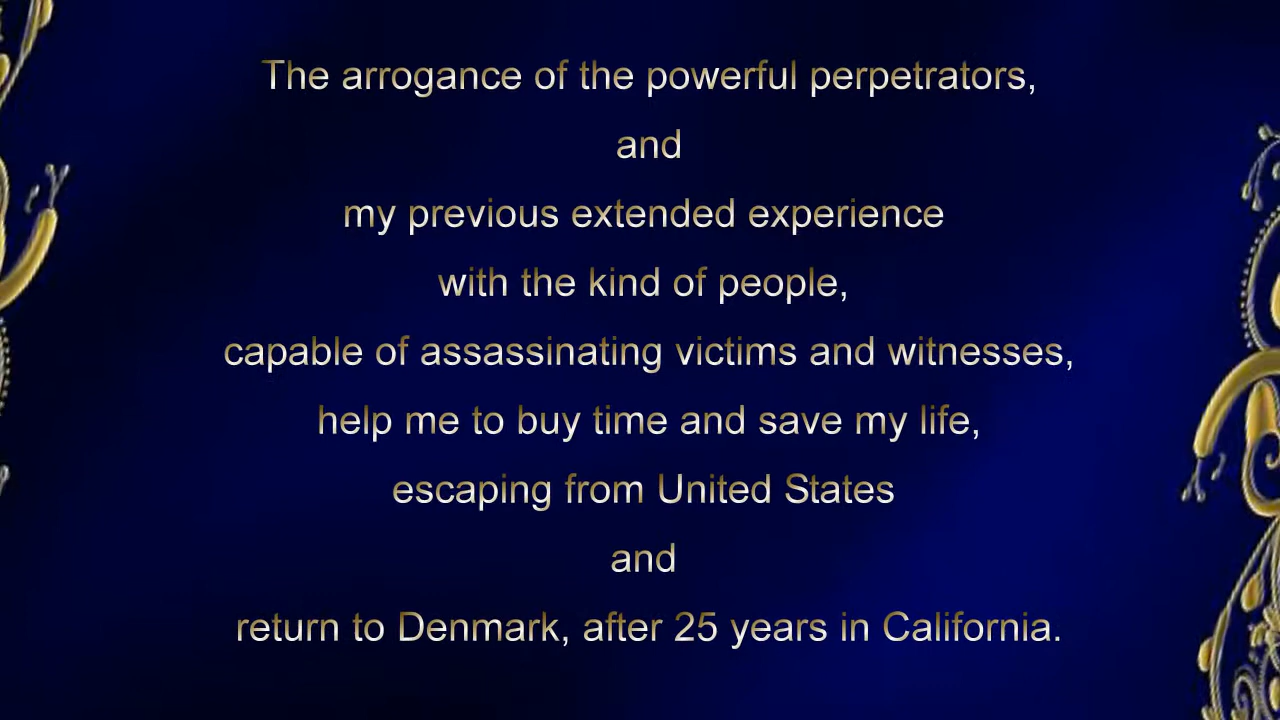 The arrogance of the powerful perpetrators,
and
my previous extended experience
with the kind of people,
capable of assassinating victims and witnesses,
help me to buy time and save my life,
escaping from United States
and
return to Denmark, after 25 years in California.